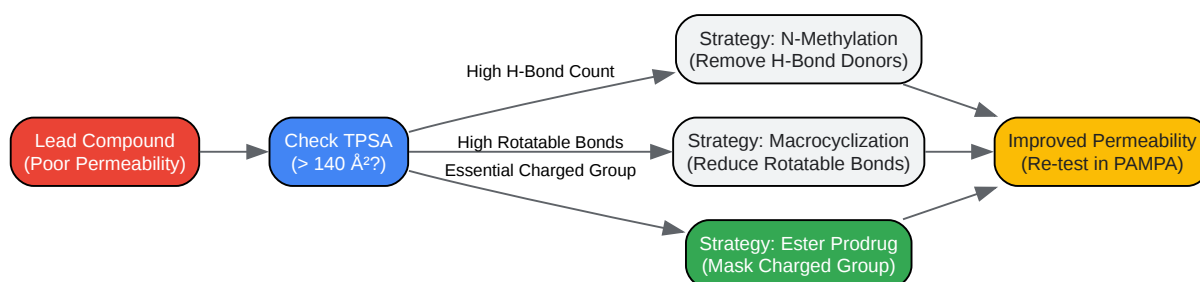 Lead Compound
(Poor Permeability)
Check TPSA
(> 140 Å²?)
High H-Bond Count
High Rotatable Bonds
Essential Charged Group
Strategy: N-Methylation
(Remove H-Bond Donors)
Strategy: Macrocyclization
(Reduce Rotatable Bonds)
Strategy: Ester Prodrug
(Mask Charged Group)
Improved Permeability
(Re-test in PAMPA)